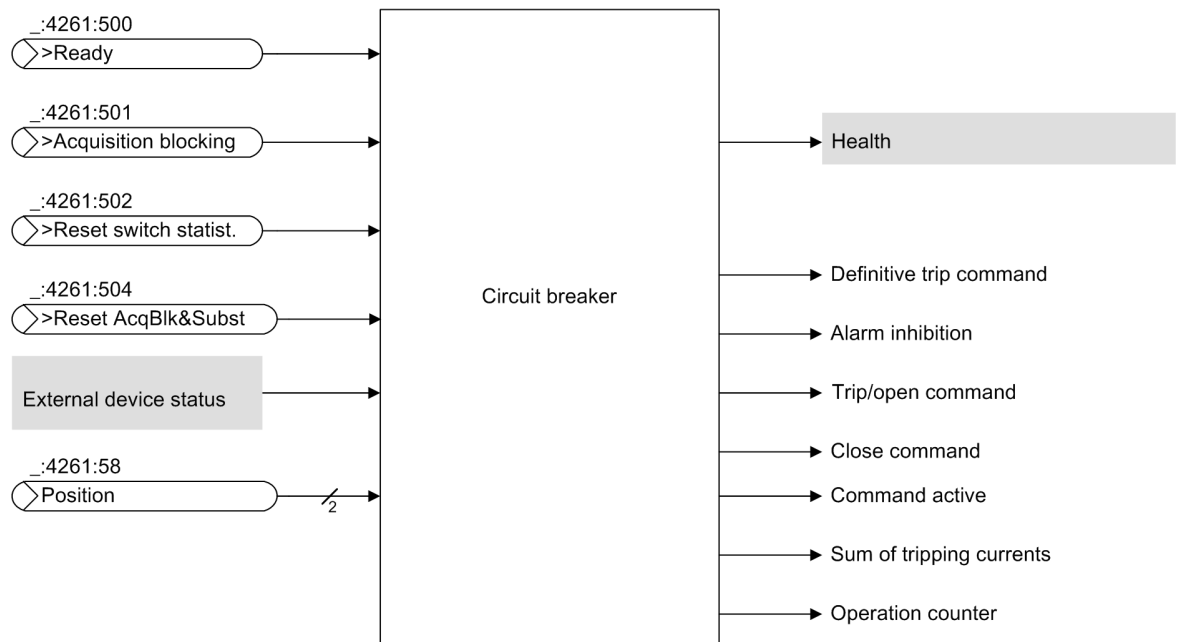 _:4261:500
>Ready
_:4261:501
>Acquisition blocking
_:4261:502
>Reset switch statist.
_:4261:504
>Reset AcqBlk&Subst
External device status
_:4261:58
Position
2
Circuit breaker
Health
Definitive trip command
Alarm inhibition
Trip/open command
Close command
Command active
Sum of tripping currents
Operation counter